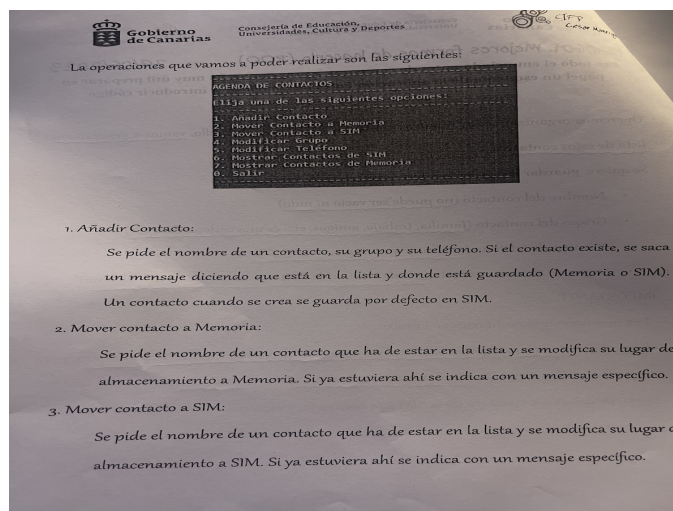 Gobierno
de Canarias
Consejería de Educación,
Universidades, Cultura y Deportes
CIFP
César Manrique
La operaciones que vamos a poder realizar son las siguientes:
AGENDA DE CONTACTOS
Elija una de las siguientes opciones:
1. Añadir Contacto
2. Mover Contacto a Memoria
3. Mover Contacto a SIM
4. Modificar Grupo
5. Modificar Teléfono
6. Mostrar Contactos de SIM
7. Mostrar Contactos de Memoria
0. Salir
1. Añadir Contacto:
Se pide el nombre de un contacto, su grupo y su teléfono. Si el contacto existe, se saca
un mensaje diciendo que está en la lista y donde está guardado (Memoria o SIM).
Un contacto cuando se crea se guarda por defecto en SIM.
2. Mover contacto a Memoria:
Se pide el nombre de un contacto que ha de estar en la lista y se modifica su lugar de
almacenamiento a Memoria. Si ya estuviera ahí se indica con un mensaje específico.
3. Mover contacto a SIM:
Se pide el nombre de un contacto que ha de estar en la lista y se modifica su lugar
almacenamiento a SIM. Si ya estuviera ahí se indica con un mensaje específico.